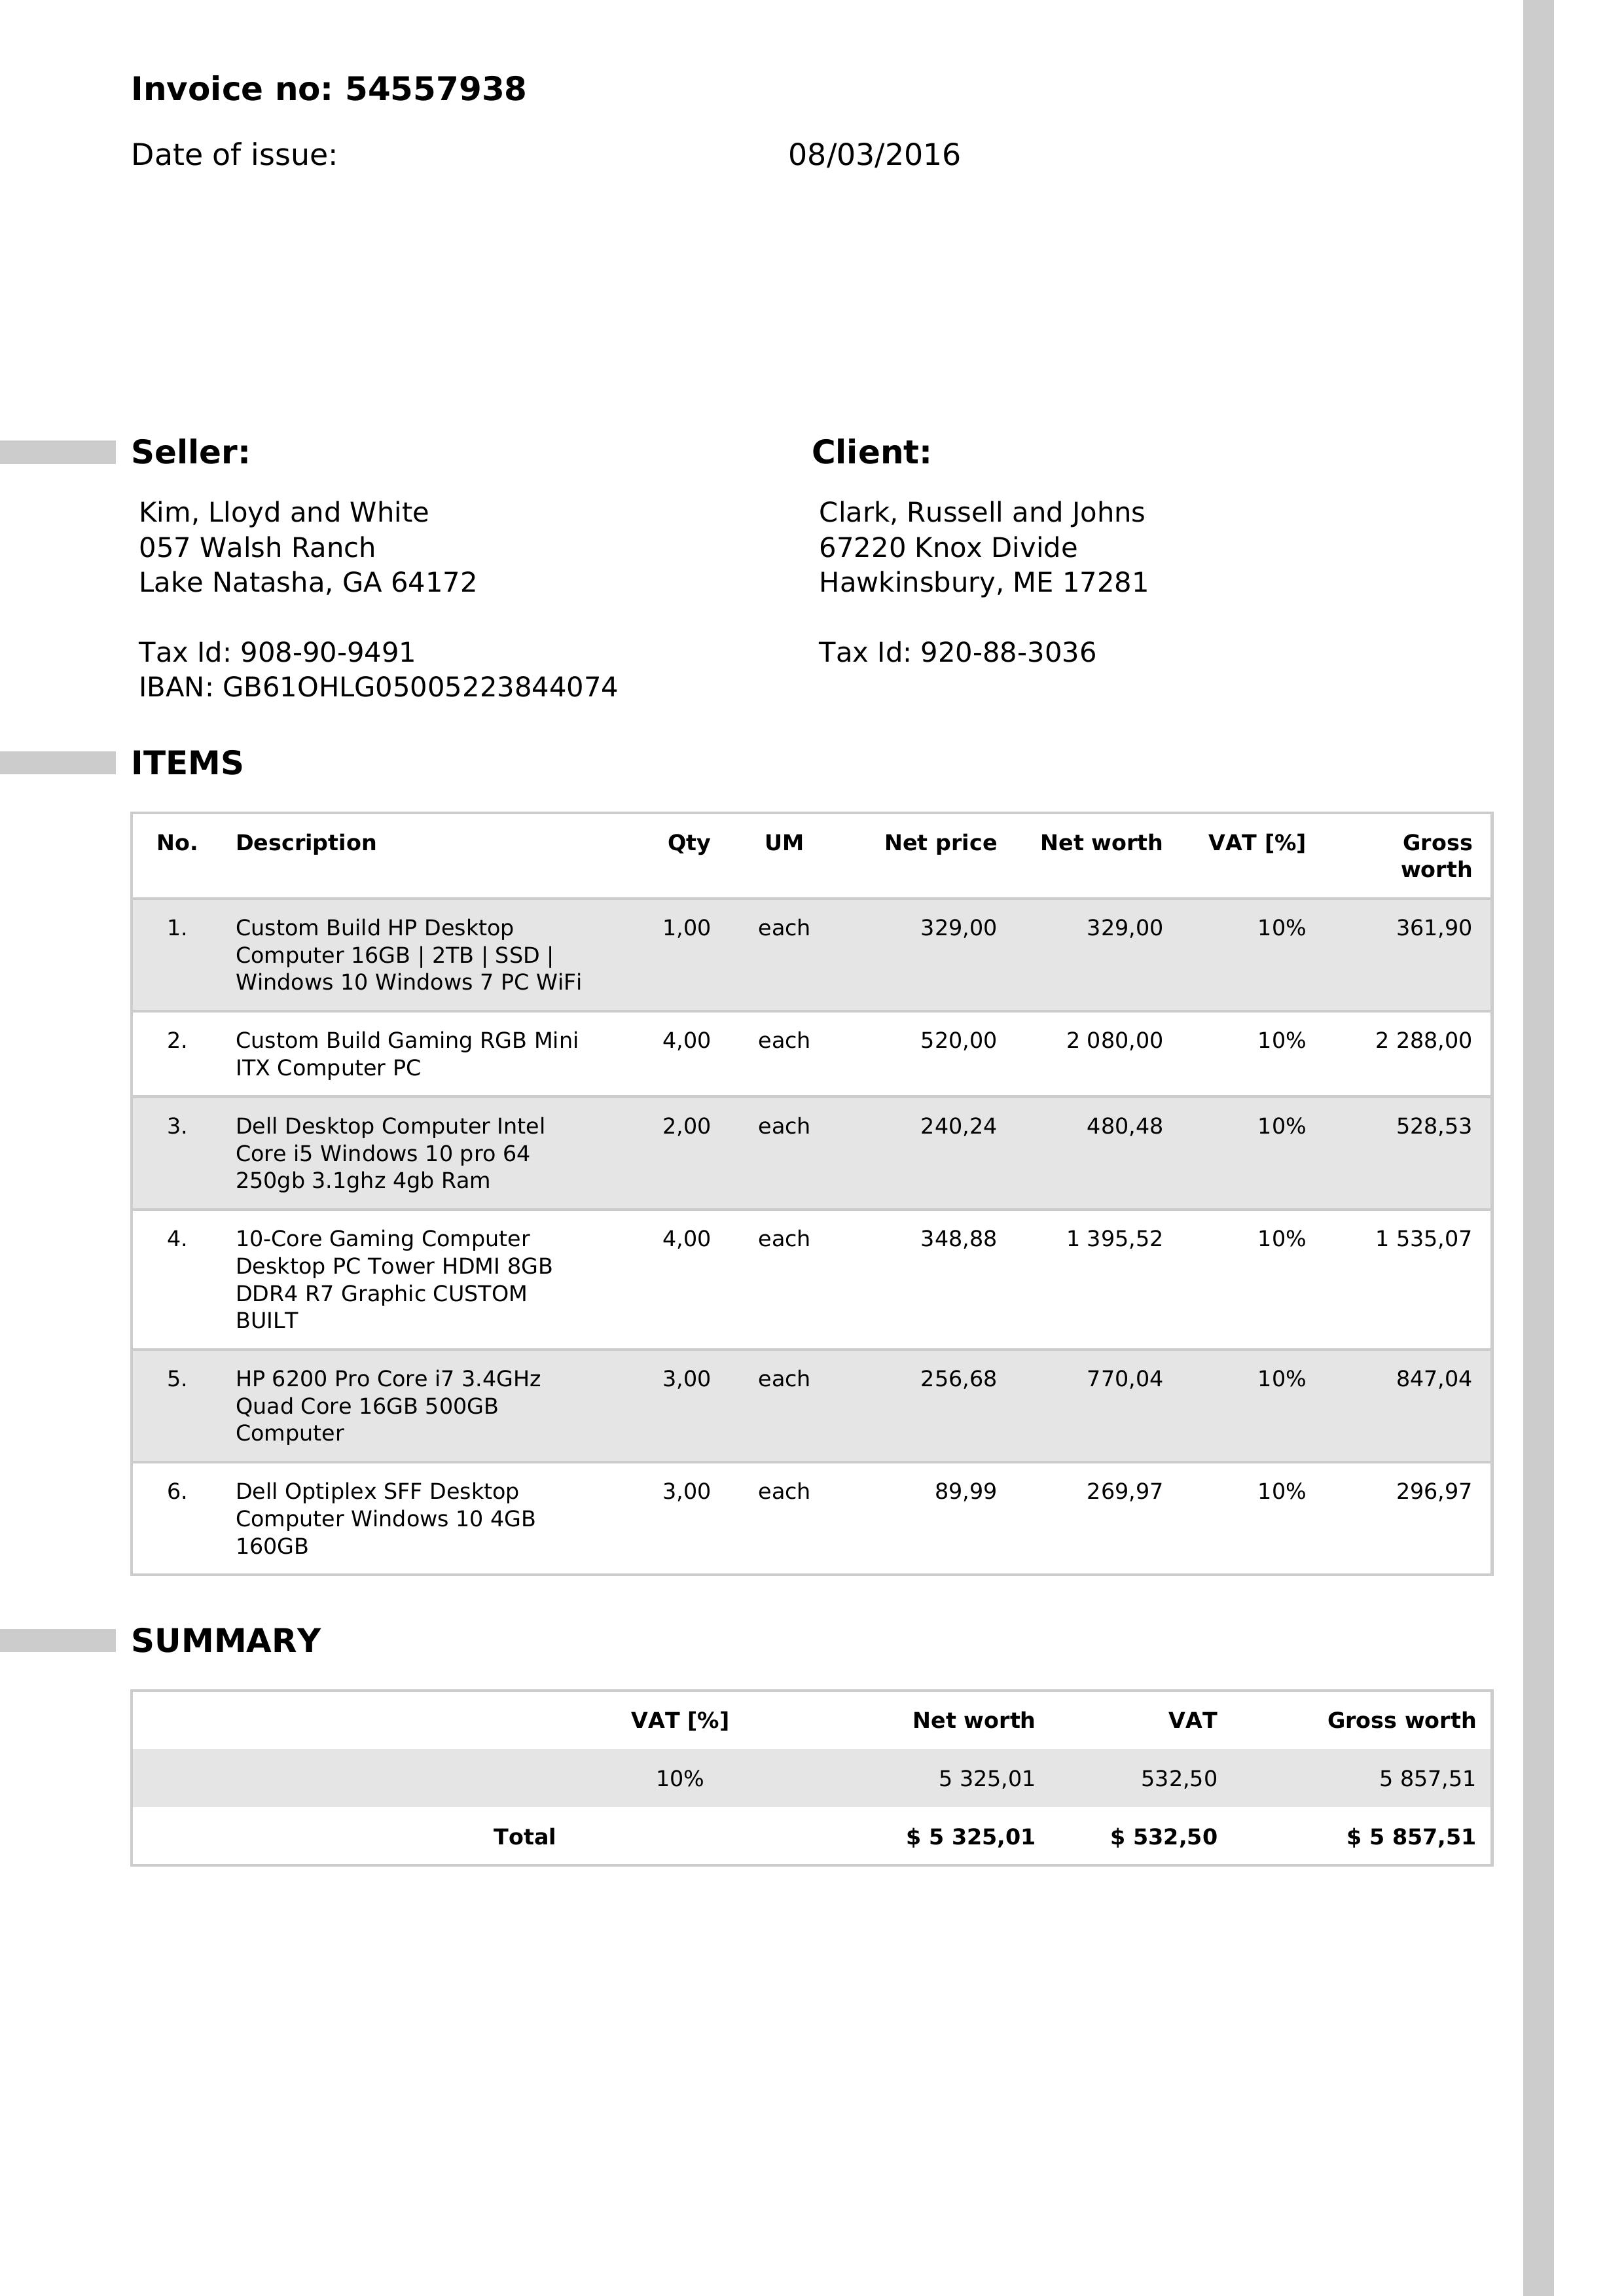 Invoice no: 54557938
Date of issue: 08/03/2016
Seller: Client:
Kim, Lloyd and White Clark, Russell and Johns
057 Walsh Ranch 67220 Knox Divide
Lake Natasha, GA 64172 Hawkinsbury, ME 17281
Tax Id: 908-90-9491 Tax Id: 920-88-3036
IBAN: GB61OHLG05005223844074
ITEMS
No. Description Qty UM Net price Net worth VAT [%] Gross
worth
1. Custom Build HP Desktop 1,00 each 329,00 329,00 10% 361,90
Computer 16GB | 2TB | SSD |
Windows 10 Windows 7 PC WiFi
2. Custom Build Gaming RGB Mini 4,00 each 520,00 2 080,00 10% 2 288,00
ITX Computer PC
3. Dell Desktop Computer Intel 2,00 each 240,24 480,48 10% 528,53
Core i5 Windows 10 pro 64
250gb 3.1ghz 4gb Ram
4. 10-Core Gaming Computer 4,00 each 348,88 1 395,52 10% 1 535,07
Desktop PC Tower HDMI 8GB
DDR4 R7 Graphic CUSTOM
BUILT
5. HP 6200 Pro Core i7 3.4GHz 3,00 each 256,68 770,04 10% 847,04
Quad Core 16GB 500GB
Computer
6. Dell Optiplex SFF Desktop 3,00 each 89,99 269,97 10% 296,97
Computer Windows 10 4GB
160GB
SUMMARY
VAT [%] Net worth VAT Gross worth
10% 5 325,01 532,50 5 857,51
Total $ 5 325,01 $ 532,50 $ 5 857,51